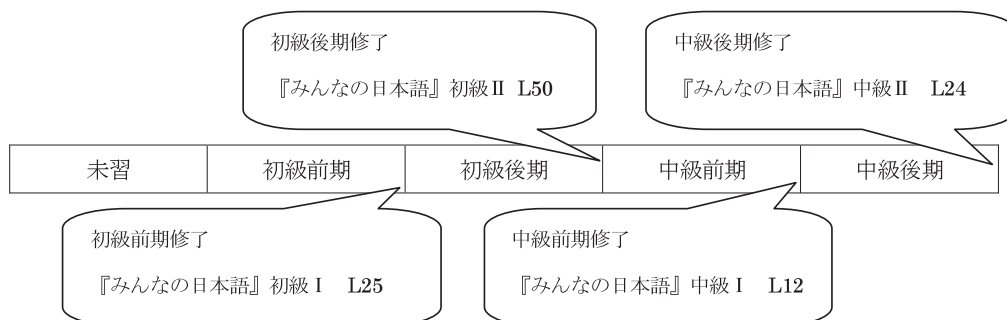 初級後期修了
『みんなの日本語』初級Ⅱ L50
中級後期修了
『みんなの日本語』中級Ⅱ L24
未習 初級前期 初級後期 中級前期 中級後期
初級前期修了
『みんなの日本語』初級Ⅰ L25
中級前期修了
『みんなの日本語』中級Ⅰ L12